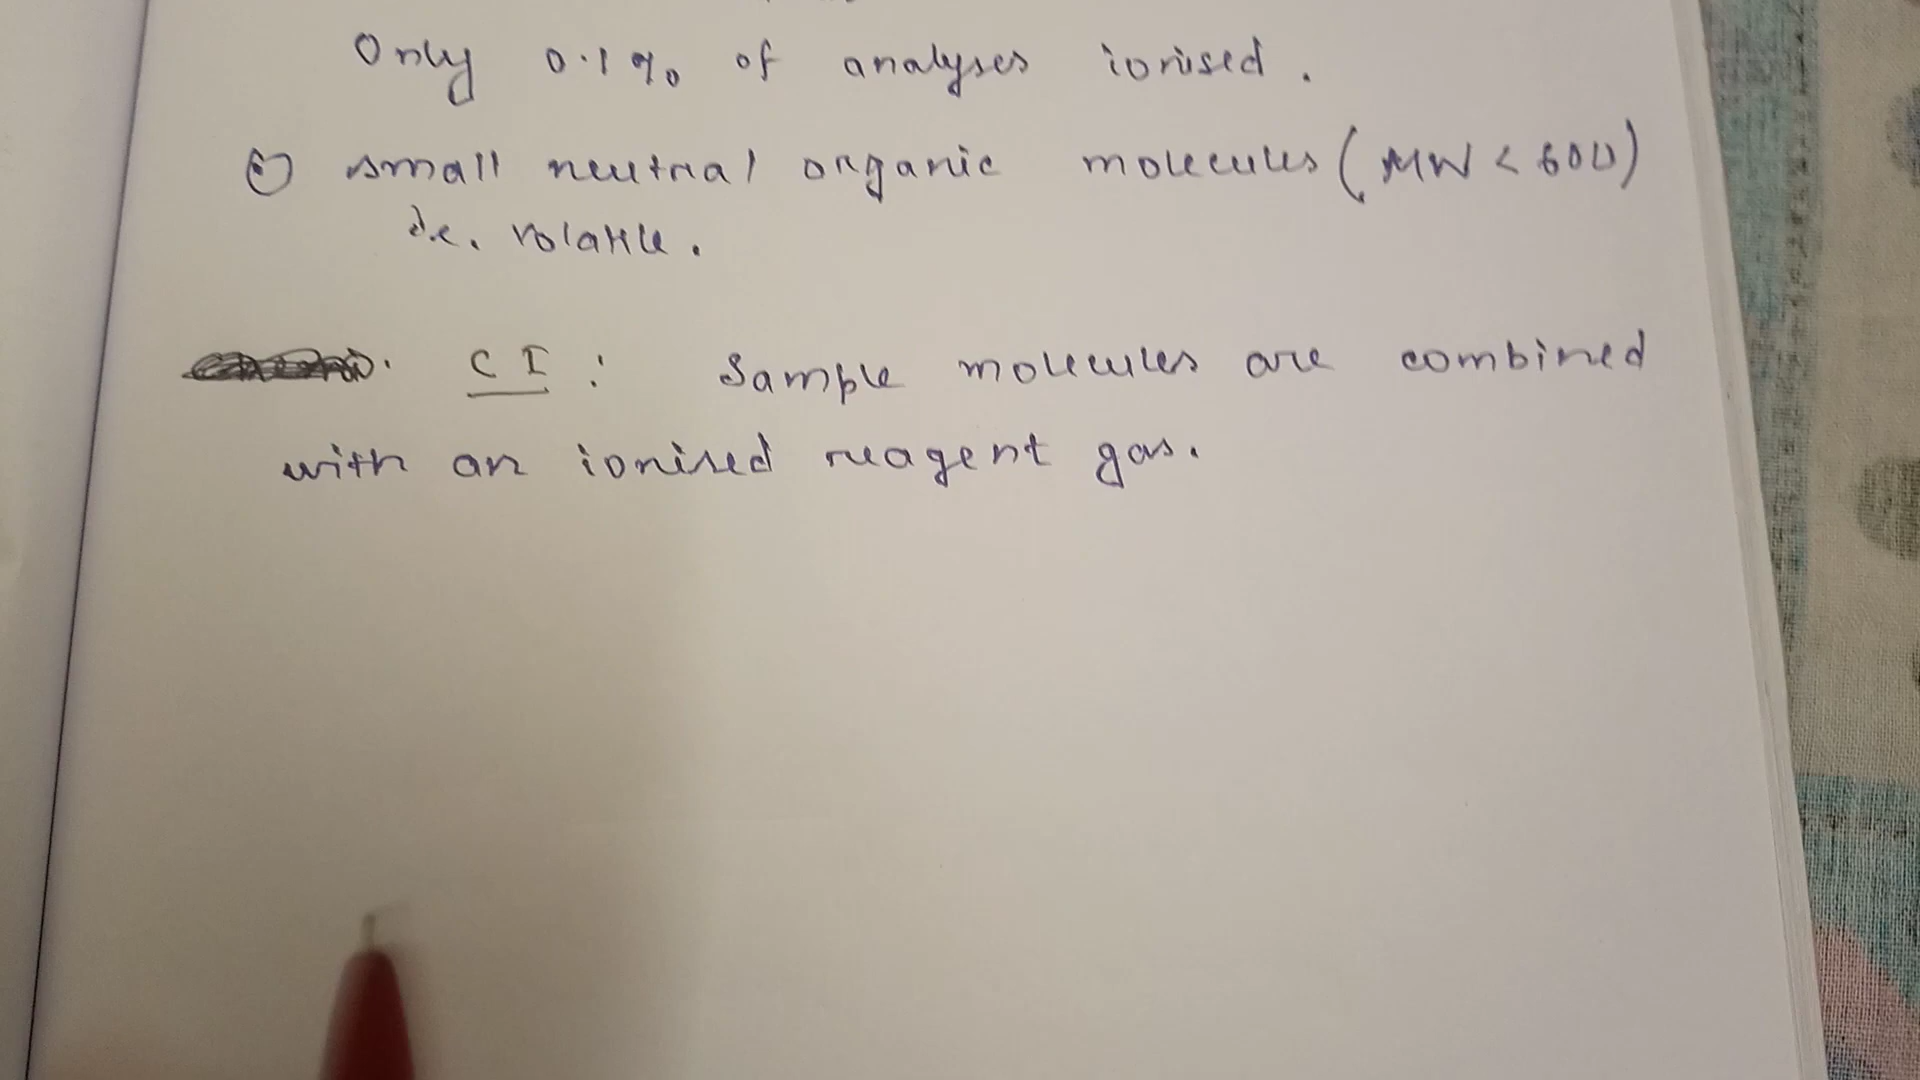 Only 0.1% of analyses ionised.
small neutral organic molecules (MW < 600)
i.e. volatile.
CI : Sample molecules are combined
with an ionised reagent gas.